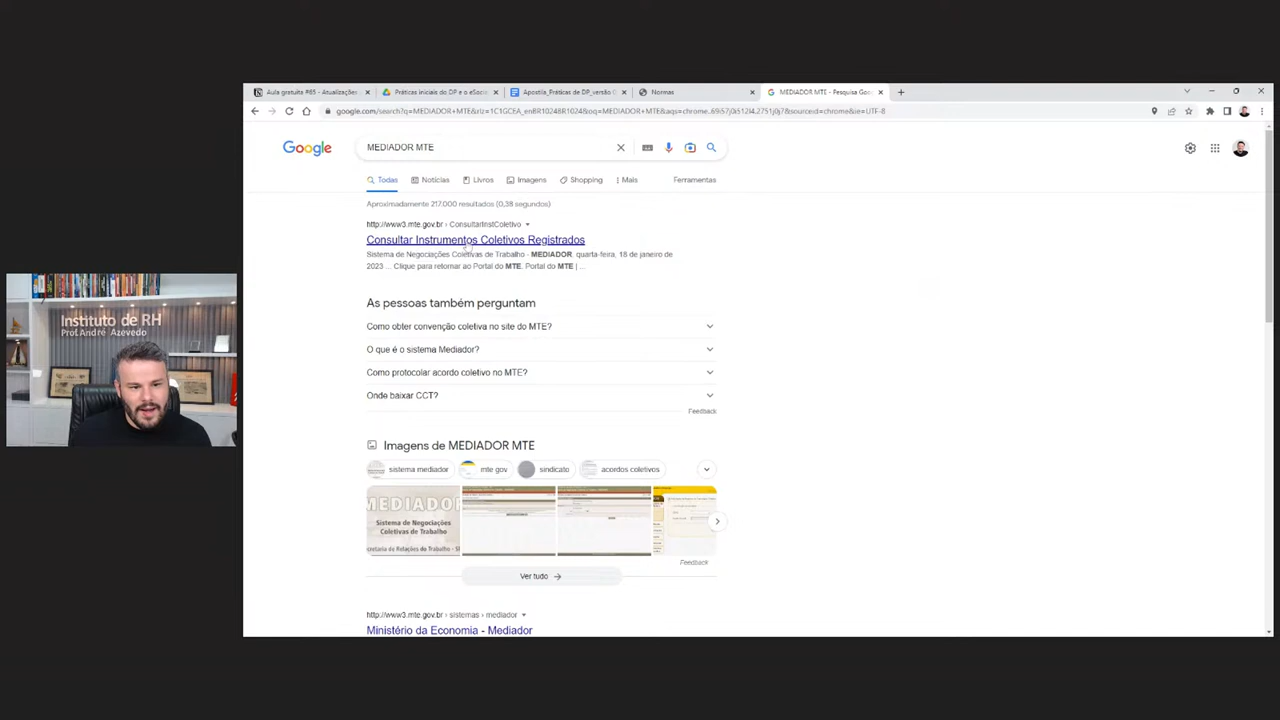 Aula gratuita #65 - Atualizações
Práticas iniciais do DP e o eSocia
Apostila_Práticas de DP_versão
Normas
MEDIADOR MTE - Pesquisa Goo
MEDIADOR MTE
Todas
Notícias
Livros
Imagens
Shopping
Mais
Ferramentas
Aproximadamente 217.000 resultados (0,38 segundos)
http://www3.mte.gov.br › ConsultarInstColetivo
Consultar Instrumentos Coletivos Registrados
Sistema de Negociações Coletivas de Trabalho - MEDIADOR. quarta-feira, 18 de janeiro de
2023 ... Clique para retornar ao Portal do MTE, Portal do MTE | ...
As pessoas também perguntam
Como obter convenção coletiva no site do MTE?
O que é o sistema Mediador?
Como protocolar acordo coletivo no MTE?
Onde baixar CCT?
Feedback
Imagens de MEDIADOR MTE
sistema mediador
mte gov
sindicato
acordos coletivos
MEDIADOR
Sistema de Negociações
Coletivas de Trabalho
Feedback
Ver tudo
http://www3.mte.gov.br › sistemas › mediador
Ministério da Economia - Mediador
Instituto de RH
Prof. André Azevedo